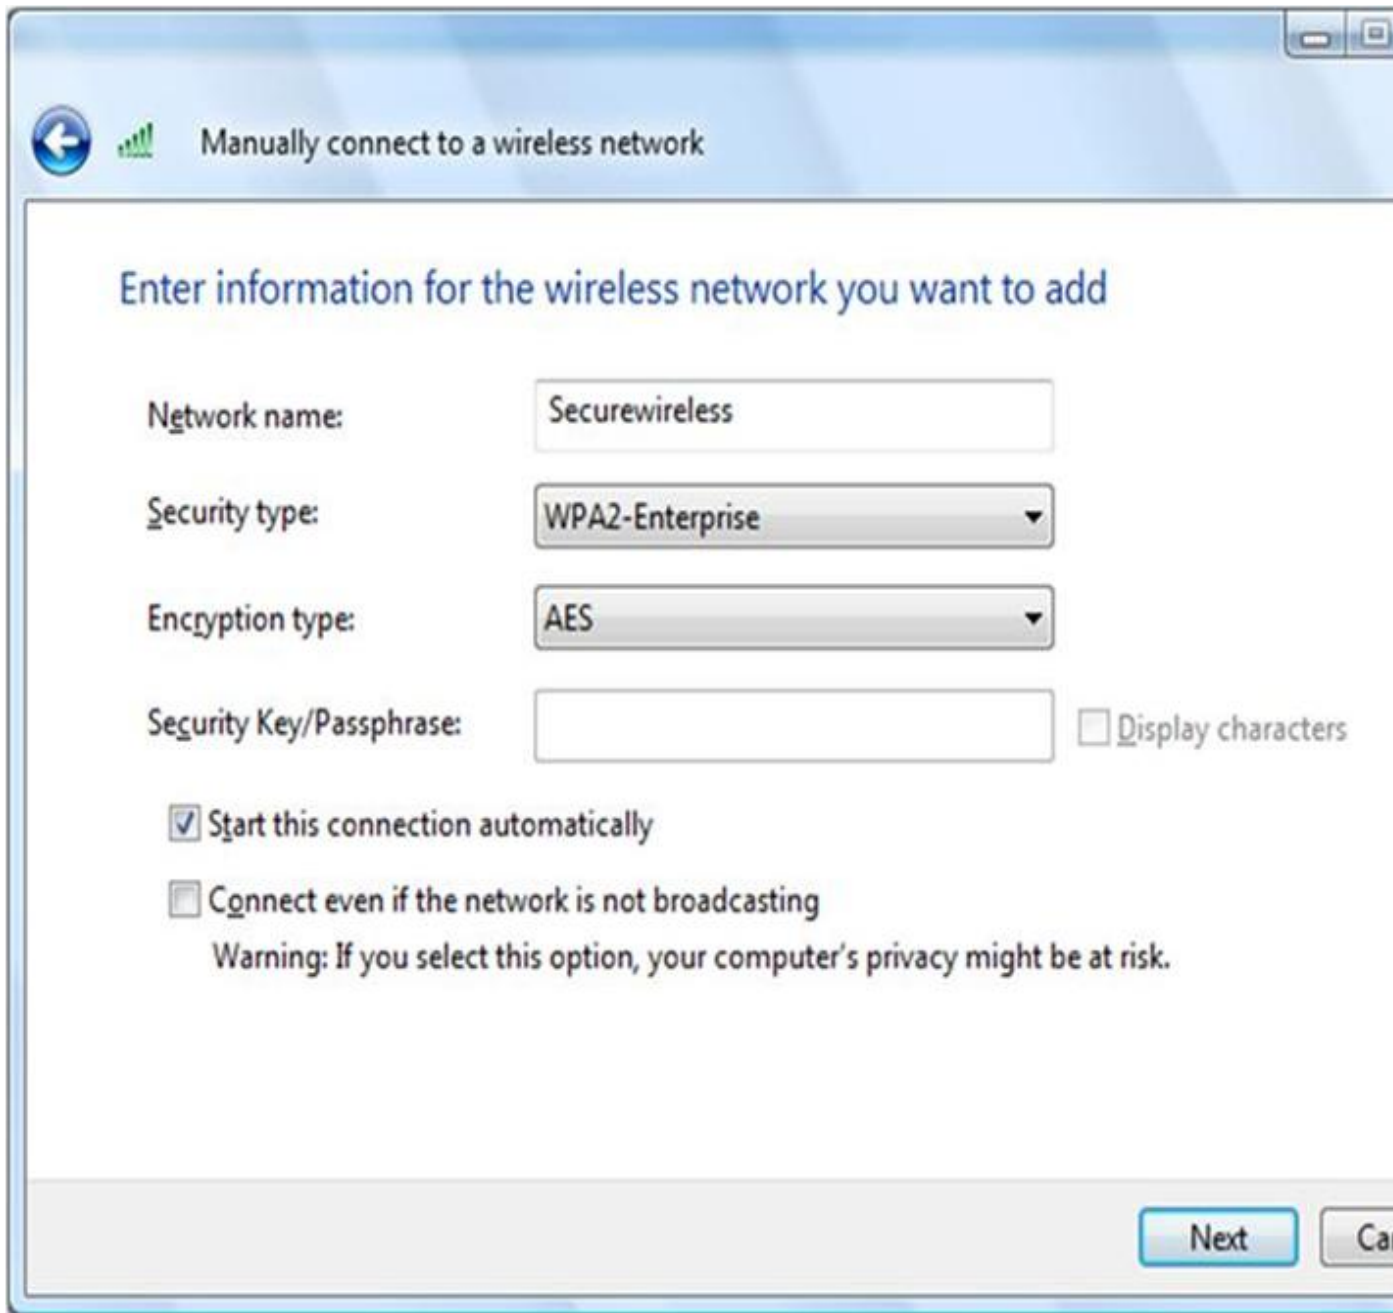 Manually connect to a wireless network
Enter information for the wireless network you want to add
Network name: Securewireless
Security type: WPA2-Enterprise
Encryption type: AES
Security Key/Passphrase: Display characters
Start this connection automatically
Connect even if the network is not broadcasting
Warning: If you select this option, your computer's privacy might be at risk.
Next